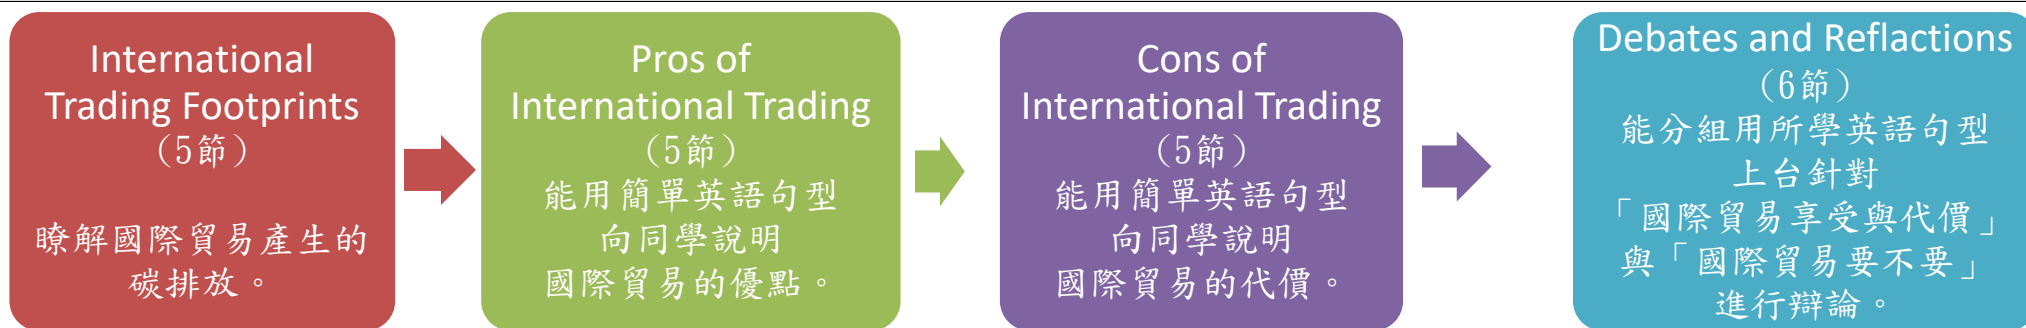 International
Trading Footprints
(5節)
瞭解國際貿易產生的
碳排放。
Pros of
International Trading
(5節)
能用簡單英語句型
向同學說明
國際貿易的優點。
Cons of
International Trading
(5節)
能用簡單英語句型
向同學說明
國際貿易的代價。
Debates and Reflactions
(6節)
能分組用所學英語句型
上台針對
「國際貿易享受與代價」
與「國際貿易要不要」
進行辯論。